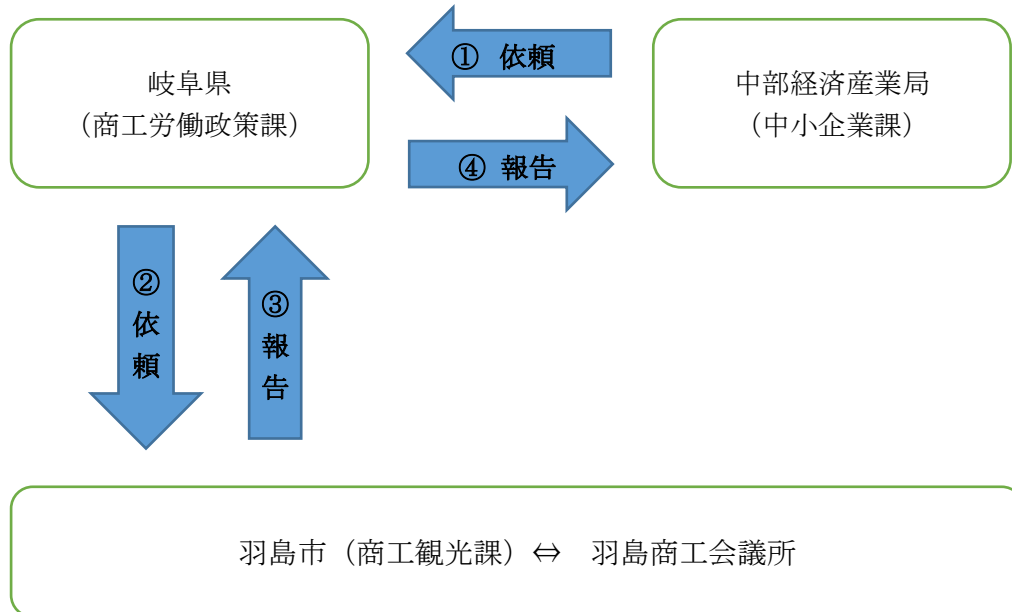 岐阜県
（商工労働政策課）
① 依頼
中部経済産業局
（中小企業課）
④ 報告
②
依
頼
③
報
告
羽島市（商工観光課）⇔ 羽島商工会議所